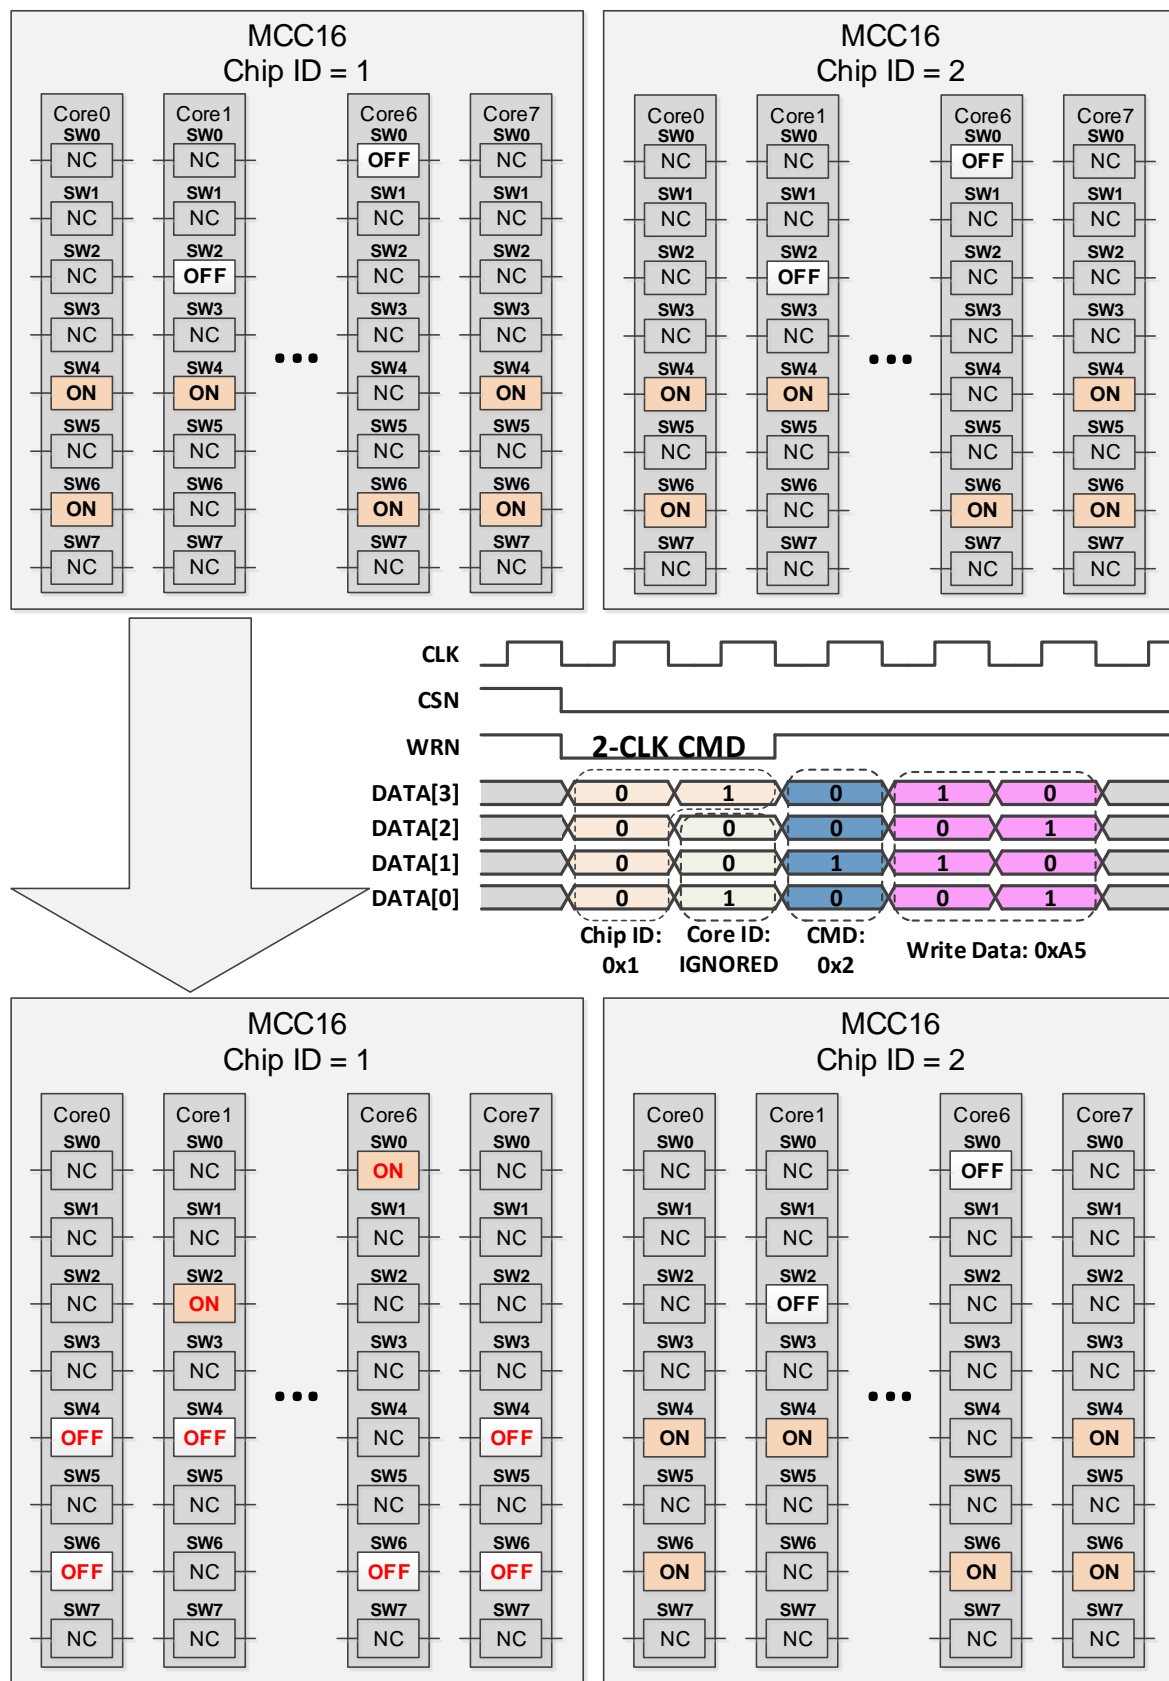 MCC16
Chip ID = 1
Core0 Core1 Core6 Core7
SW0 SW0 SW0 SW0
NC NC OFF NC
SW1 SW1 SW1 SW1
NC NC NC NC
SW2 SW2 SW2 SW2
NC OFF NC NC
SW3 SW3 SW3 SW3
NC NC NC NC
...
SW4 SW4 SW4 SW4
ON ON NC ON
SW5 SW5 SW5 SW5
NC NC NC NC
SW6 SW6 SW6 SW6
ON NC ON ON
SW7 SW7 SW7 SW7
NC NC NC NC
MCC16
Chip ID = 2
Core0 Core1 Core6 Core7
SW0 SW0 SW0 SW0
NC NC OFF NC
SW1 SW1 SW1 SW1
NC NC NC NC
SW2 SW2 SW2 SW2
NC OFF NC NC
SW3 SW3 SW3 SW3
NC NC NC NC
...
SW4 SW4 SW4 SW4
ON ON NC ON
SW5 SW5 SW5 SW5
NC NC NC NC
SW6 SW6 SW6 SW6
ON NC ON ON
SW7 SW7 SW7 SW7
NC NC NC NC
CLK
CSN
WRN 2-CLK CMD
DATA[3] 0 1 0 1 0
DATA[2] 0 0 0 0 1
DATA[1] 0 0 1 1 0
DATA[0] 0 1 0 0 1
Chip ID: Core ID: CMD: Write Data: 0xA5
0x1 IGNORED 0x2
MCC16
Chip ID = 1
Core0 Core1 Core6 Core7
SW0 SW0 SW0 SW0
NC NC ON NC
SW1 SW1 SW1 SW1
NC NC NC NC
SW2 SW2 SW2 SW2
NC ON NC NC
SW3 SW3 SW3 SW3
NC NC NC NC
...
SW4 SW4 SW4 SW4
OFF OFF NC OFF
SW5 SW5 SW5 SW5
NC NC NC NC
SW6 SW6 SW6 SW6
OFF NC OFF OFF
SW7 SW7 SW7 SW7
NC NC NC NC
MCC16
Chip ID = 2
Core0 Core1 Core6 Core7
SW0 SW0 SW0 SW0
NC NC OFF NC
SW1 SW1 SW1 SW1
NC NC NC NC
SW2 SW2 SW2 SW2
NC OFF NC NC
SW3 SW3 SW3 SW3
NC NC NC NC
...
SW4 SW4 SW4 SW4
ON ON NC ON
SW5 SW5 SW5 SW5
NC NC NC NC
SW6 SW6 SW6 SW6
ON NC ON ON
SW7 SW7 SW7 SW7
NC NC NC NC